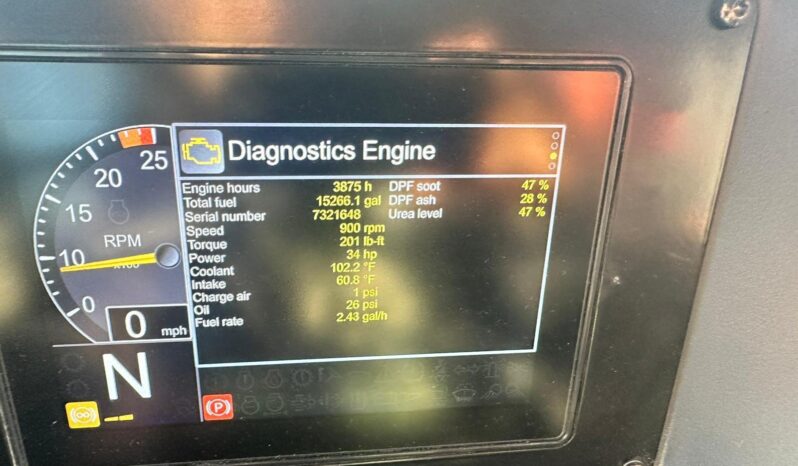 Diagnostics Engine
Engine hours 3875 h DPF soot 47 %
Total fuel 15266.1 gal DPF ash 28 %
Serial number 7321648 Urea level 47 %
Speed 900 rpm
Torque 201 lb-ft
Power 34 hp
Coolant 102.2 °F
Intake 60.8 °F
Charge air 1 psi
Oil 26 psi
Fuel rate 2.43 gal/h
25
20
15
10
0
RPM
x100
0 mph
N
P